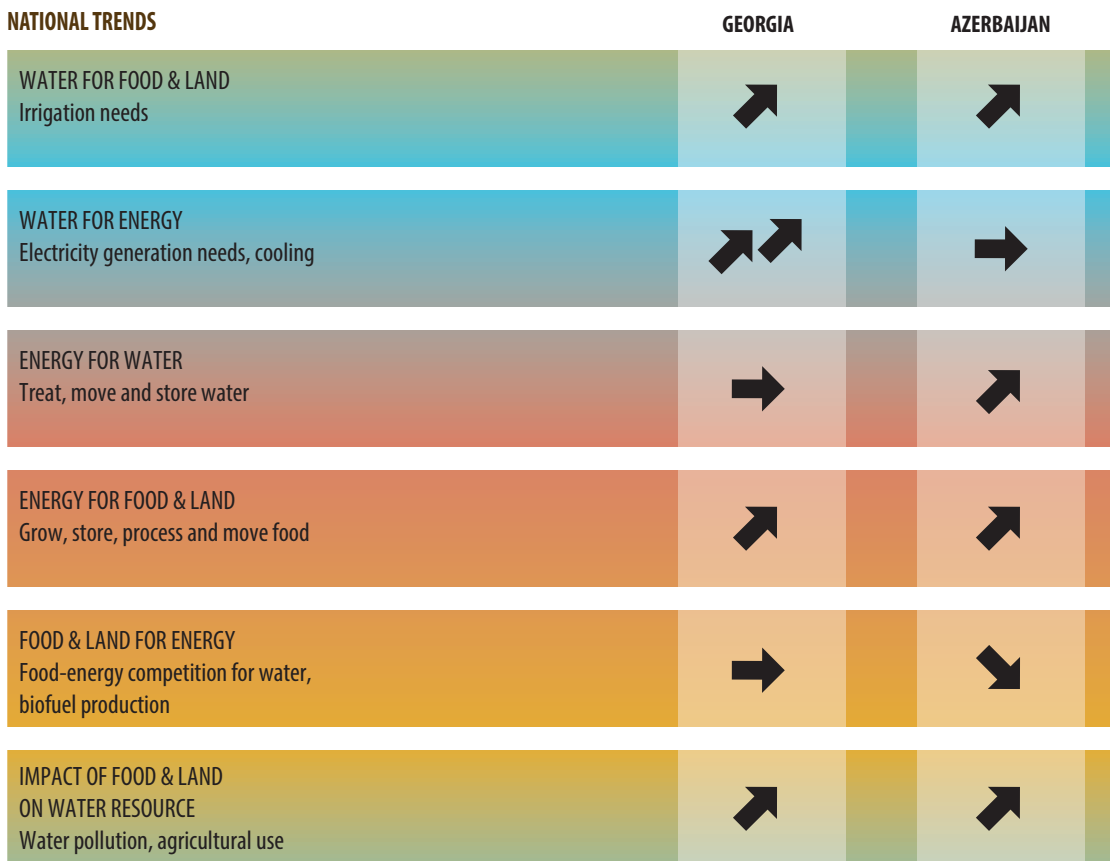 NATIONAL TRENDS GEORGIA AZERBAIJAN
WATER FOR FOOD & LAND
Irrigation needs
WATER FOR ENERGY
Electricity generation needs, cooling
ENERGY FOR WATER
Treat, move and store water
ENERGY FOR FOOD & LAND
Grow, store, process and move food
FOOD & LAND FOR ENERGY
Food-energy competition for water,
biofuel production
IMPACT OF FOOD & LAND
ON WATER RESOURCE
Water pollution, agricultural use